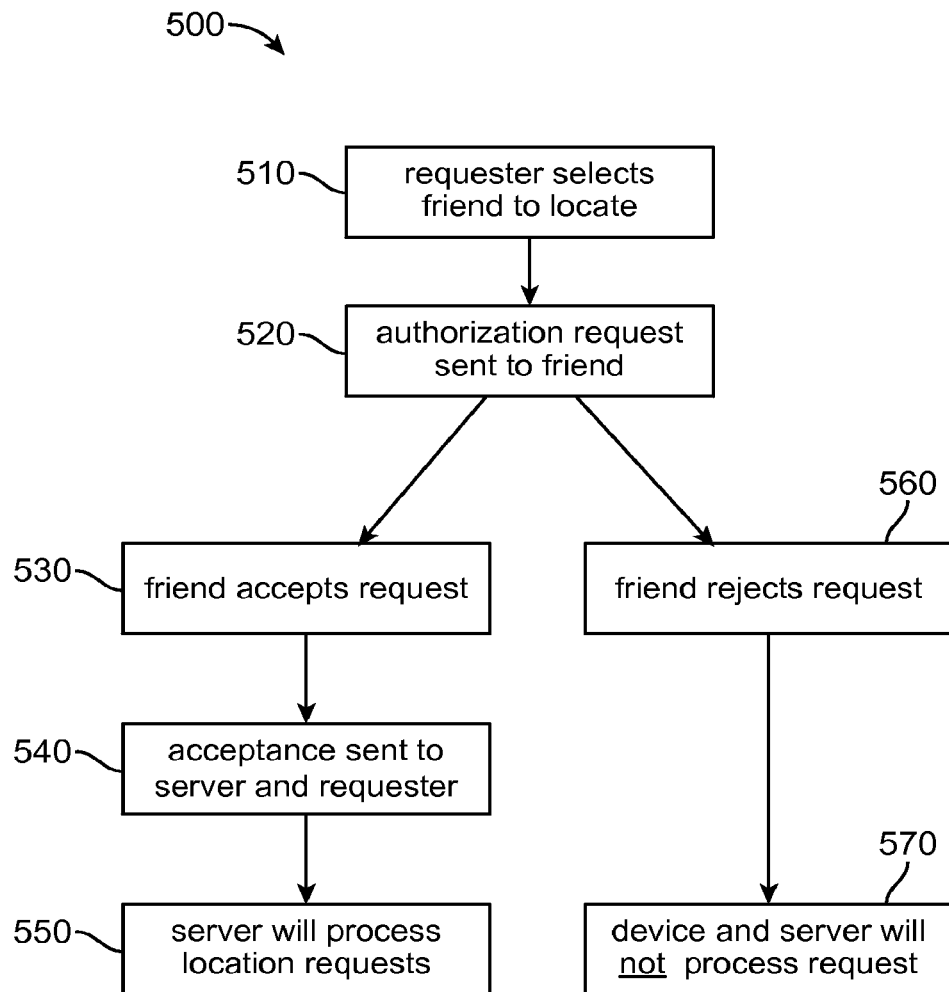 500
510
requester selects
friend to locate
520
authorization request
sent to friend
560
530
friend accepts request
friend rejects request
540
acceptance sent to
server and requester
570
550
server will process
location requests
device and server will
not process request